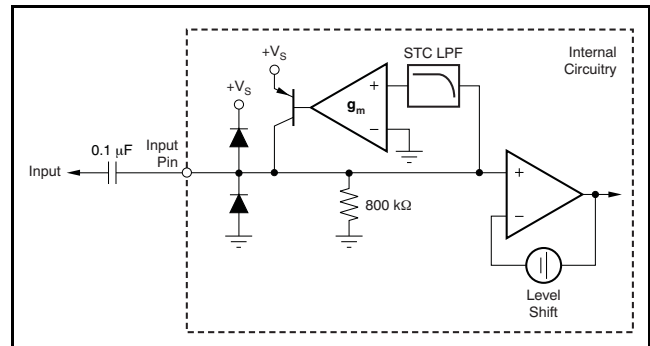 STC LPF
Internal
Circuitry
+VS
+VS
gm
+
−
0.1 μF
Input
Pin
Input
800 kΩ
+
−
Level
Shift